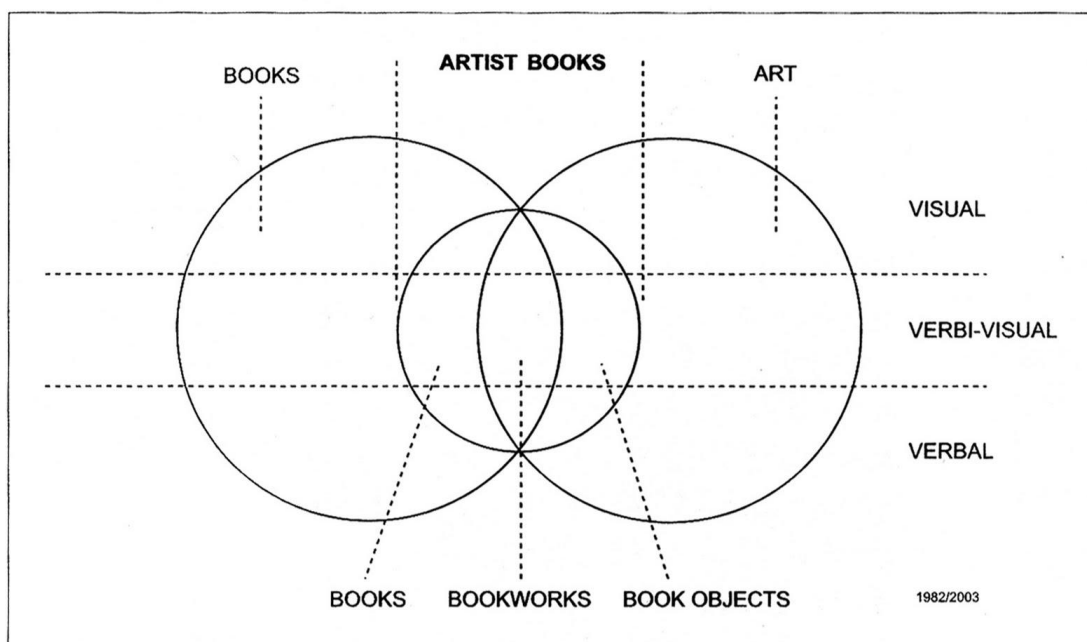 ARTIST BOOKS
BOOKS
ART
VISUAL
VERBI-VISUAL
VERBAL
BOOKS
BOOKWORKS
BOOK OBJECTS
1982/2003